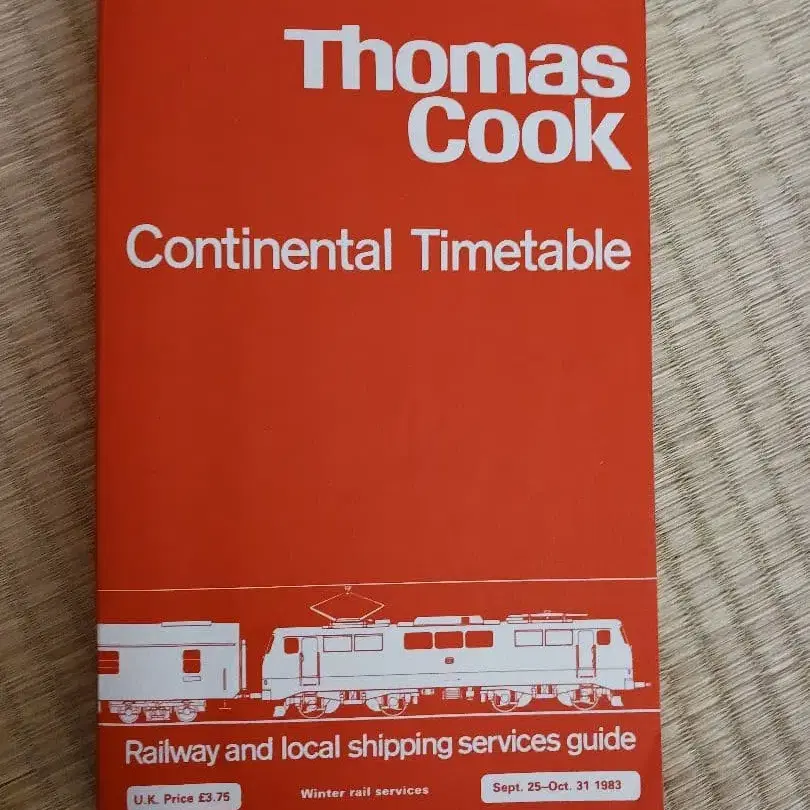 Thomas
Cook
Continental Timetable
Railway and local shipping services guide
U.K. Price £3.75
Winter rail services
Sept. 25–Oct. 31 1983